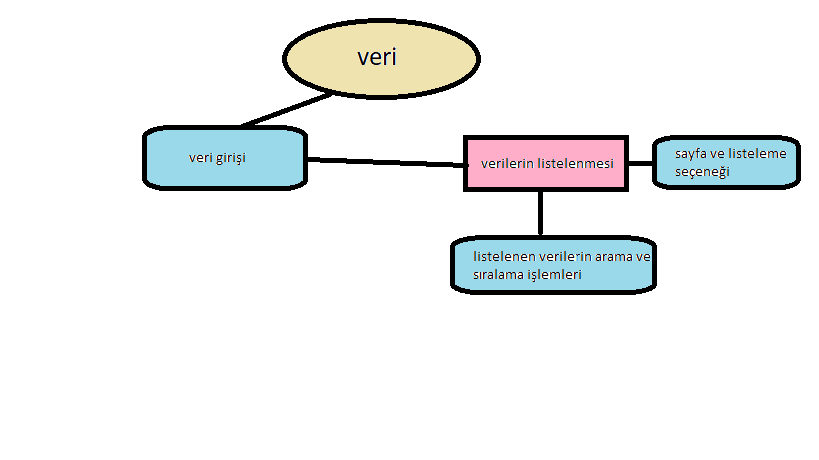 veri
veri girişi
verilerin listelenmesi
sayfa ve listeleme
seçeneği
listelenen verilerin arama ve
sıralama işlemleri